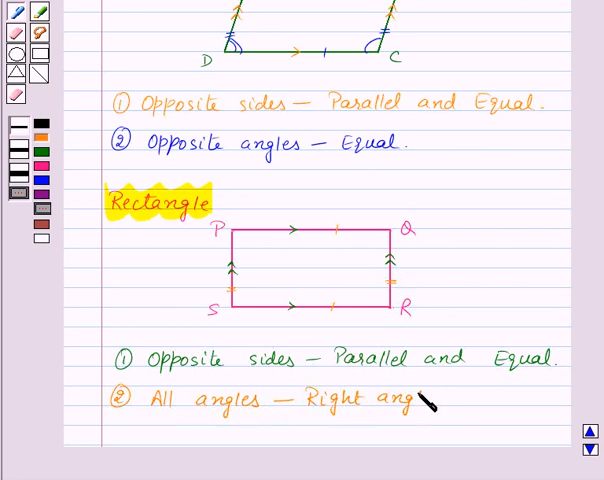 D C
① Opposite sides — Parallel and Equal.
② Opposite angles — Equal.
Rectangle
P Q
S R
① Opposite sides — Parallel and Equal.
② All angles — Right ang